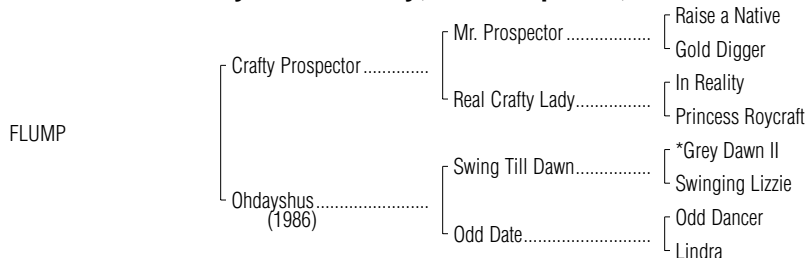 Raise a Native
Mr. Prospector ..................
Gold Digger
Crafty Prospector ..............
In Reality
Real Crafty Lady................
Princess Roycraft
FLUMP
*Grey Dawn II
Swing Till Dawn................
Swinging Lizzie
Ohdayshus .......................
(1986)
Odd Dancer
Odd Date...........................
Lindra